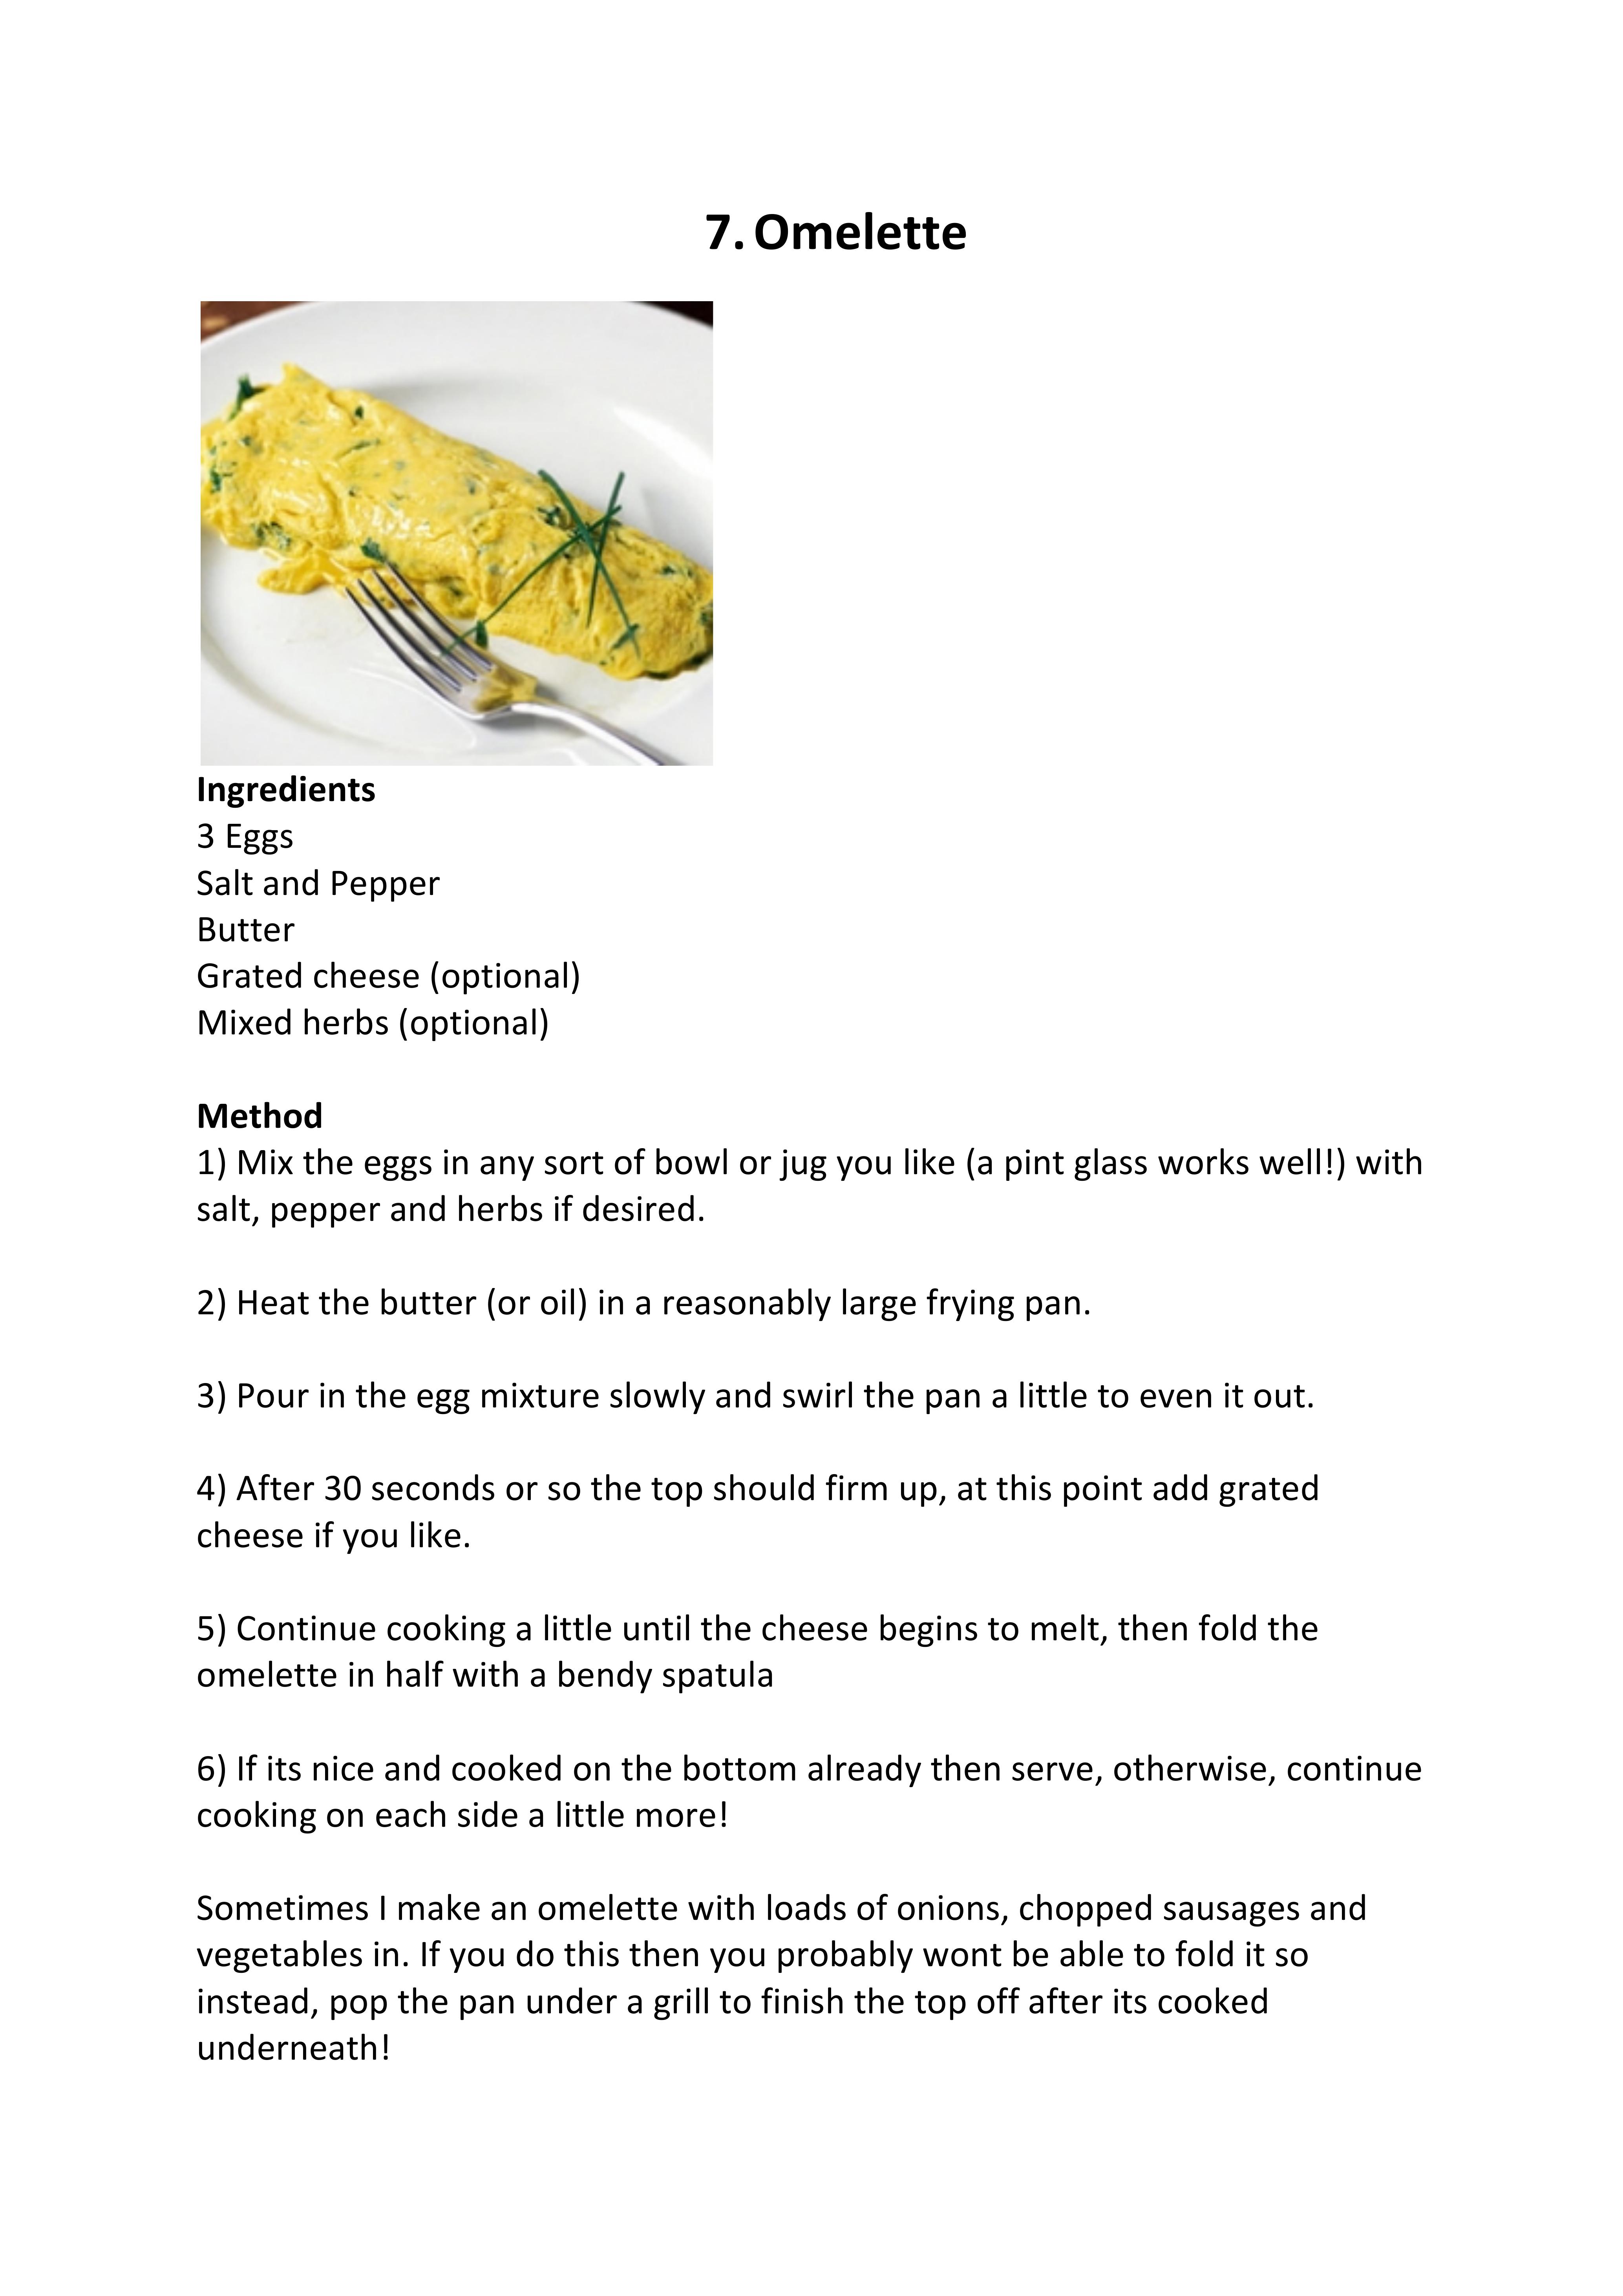 7. Omelette
Ingredients
3 Eggs
Salt and Pepper
Butter
Grated cheese (optional)
Mixed herbs (optional)
Method
1) Mix the eggs in any sort of bowl or jug you like (a pint glass works well!) with
salt, pepper and herbs if desired.
2) Heat the butter (or oil) in a reasonably large frying pan.
3) Pour in the egg mixture slowly and swirl the pan a little to even it out.
4) After 30 seconds or so the top should firm up, at this point add grated
cheese if you like.
5) Continue cooking a little until the cheese begins to melt, then fold the
omelette in half with a bendy spatula
6) If its nice and cooked on the bottom already then serve, otherwise, continue
cooking on each side a little more!
Sometimes I make an omelette with loads of onions, chopped sausages and
vegetables in. If you do this then you probably wont be able to fold it so
instead, pop the pan under a grill to finish the top off after its cooked
underneath!